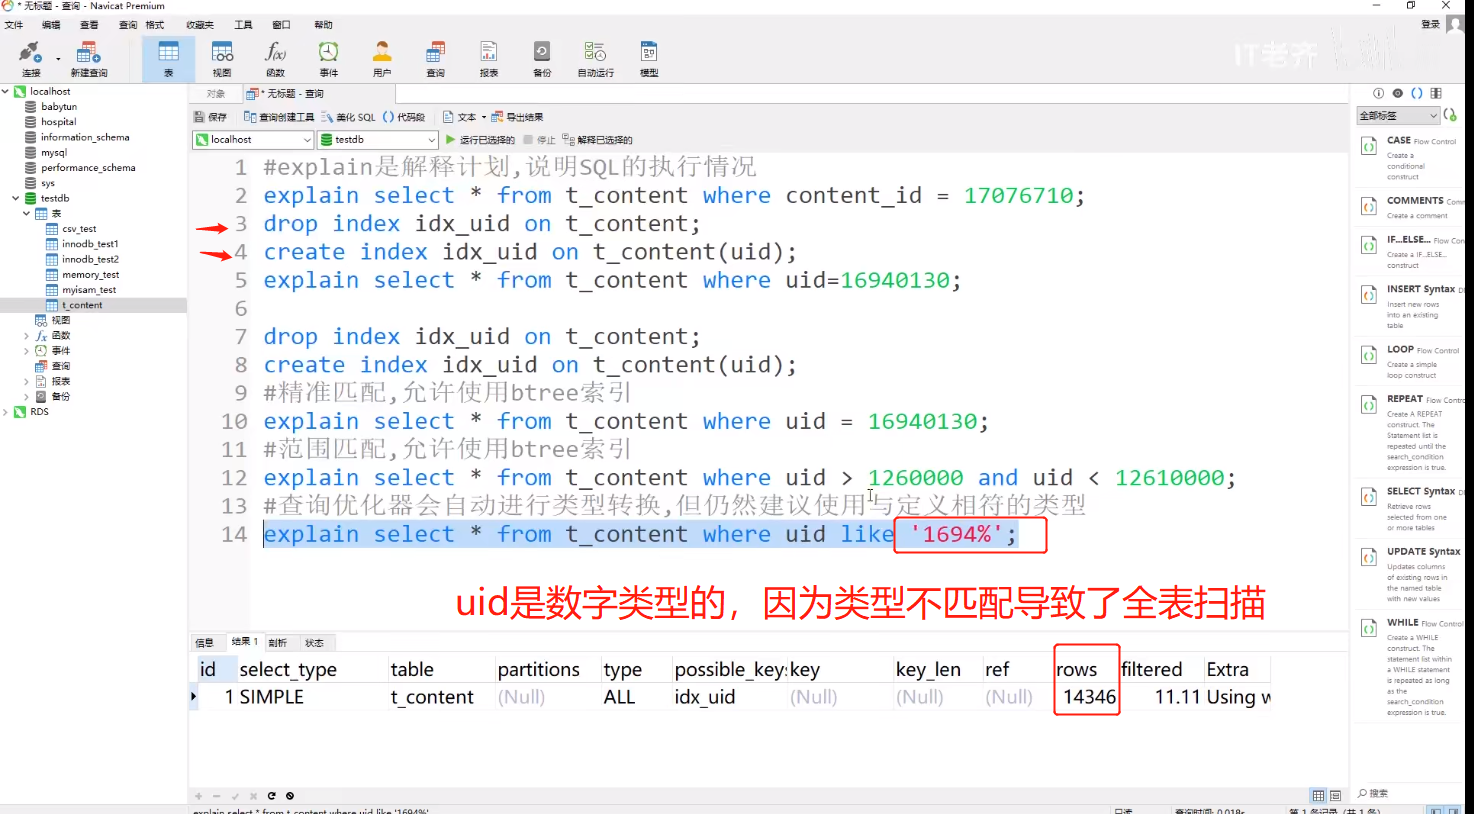 * 无标题 - 查询 - Navicat Premium
文件 编辑 查看 查询 格式 收藏夹 工具 窗口 帮助
登录
连接 新建查询 表 视图 函数 事件 用户 查询 报表 备份 自动运行 模型
IT老齐
localhost
babytun
hospital
information_schema
mysql
performance_schema
sys
testdb
表
csv_test
innodb_test1
innodb_test2
memory_test
myisam_test
t_content
视图
函数
事件
查询
报表
备份
RDS
对象 * 无标题 - 查询
保存 查询创建工具 美化 SQL () 代码段 文本 导出结果
localhost testdb 运行已选择的 停止 解释已选择的
1 #explain是解释计划,说明SQL的执行情况
2 explain select * from t_content where content_id = 17076710;
3 drop index idx_uid on t_content;
4 create index idx_uid on t_content(uid);
5 explain select * from t_content where uid=16940130;
6
7 drop index idx_uid on t_content;
8 create index idx_uid on t_content(uid);
9 #精准匹配,允许使用btree索引
10 explain select * from t_content where uid = 16940130;
11 #范围匹配,允许使用btree索引
12 explain select * from t_content where uid > 1260000 and uid < 12610000;
13 #查询优化器会自动进行类型转换,但仍然建议使用与定义相符的类型
14 explain select * from t_content where uid like '1694%';
uid是数字类型的，因为类型不匹配导致了全表扫描
信息 结果 1 剖析 状态
id select_type table partitions type possible_keys key key_len ref rows filtered Extra
1 SIMPLE t_content (Null) ALL idx_uid (Null) (Null) (Null) 14346 11.11 Using w
explain select * from t_content where uid like '1694%'
只读 查询时间: 0.018s 第 1 条记录 (共 1 条)
全部标签
CASE Flow Control
Create a
conditional
construct
COMMENTS Comm
Create a comment
IF...ELSE... Flow Con
Create a IF...ELSE...
construct
INSERT Syntax
Insert new rows
into an existing
table
LOOP Flow Control
Create a simple
loop construct
REPEAT Flow Contr
Create A REPEAT
construct. The
Statement list is
repeated until the
search_condition
expression is true.
SELECT Syntax
Retrieve rows
selected from one
or more tables
UPDATE Syntax
Updates columns
of existing rows in
the named table
with new values
WHILE Flow Control
Create a WHILE
construct. The
statement list within
a WHILE statement
is repeated as long
as the
search_condition
expression is true.
搜索